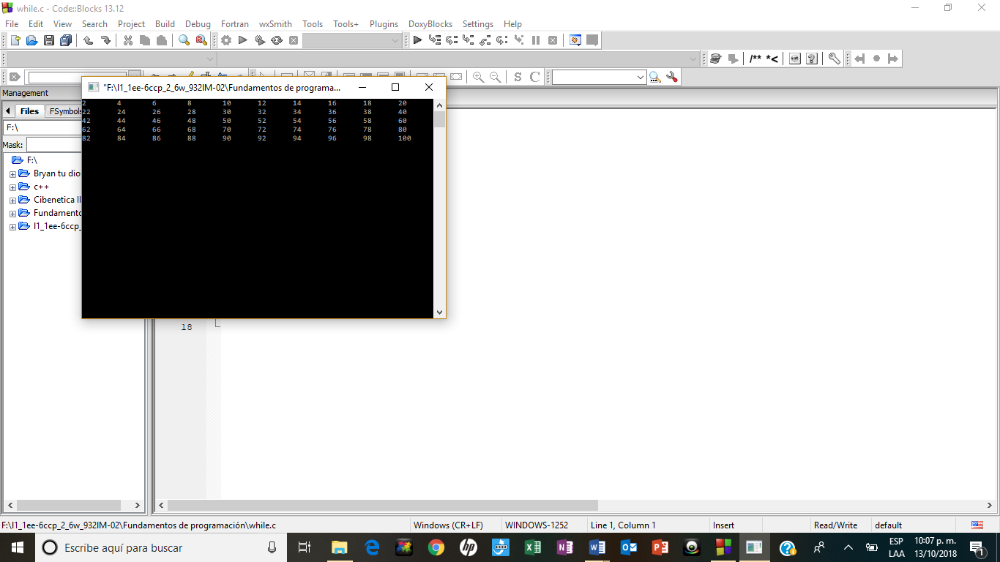 while.c - Code::Blocks 13.12
File Edit View Search Project Build Debug Fortran wxSmith Tools Tools+ Plugins DoxyBlocks Settings Help
/** *<
S C
"F:\I1_1ee-6ccp_2_6w_932IM-02\Fundamentos de programa...
Management
Files FSymbols
F:\
Mask:
F:\
Bryan tu dio
c++
Cibenetica II
Fundamento
I1_1ee-6ccp_
2 4 6 8 10 12 14 16 18 20
22 24 26 28 30 32 34 36 38 40
42 44 46 48 50 52 54 56 58 60
62 64 66 68 70 72 74 76 78 80
82 84 86 88 90 92 94 96 98 100
18
F:\I1_1ee-6ccp_2_6w_932IM-02\Fundamentos de programación\while.c Windows (CR+LF) WINDOWS-1252 Line 1, Column 1 Insert Read/Write default
Escribe aquí para buscar
ESP
LAA
10:07 p. m.
13/10/2018
1